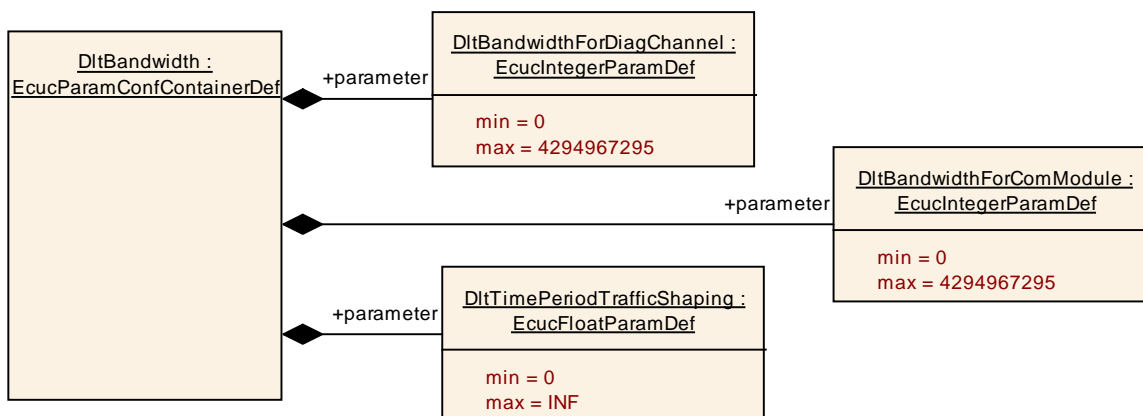 DltBandwidth :
EcucParamConfContainerDef
+parameter
DltBandwidthForDiagChannel :
EcucIntegerParamDef
min = 0
max = 4294967295
+parameter
DltBandwidthForComModule :
EcucIntegerParamDef
min = 0
max = 4294967295
+parameter
DltTimePeriodTrafficShaping :
EcucFloatParamDef
min = 0
max = INF